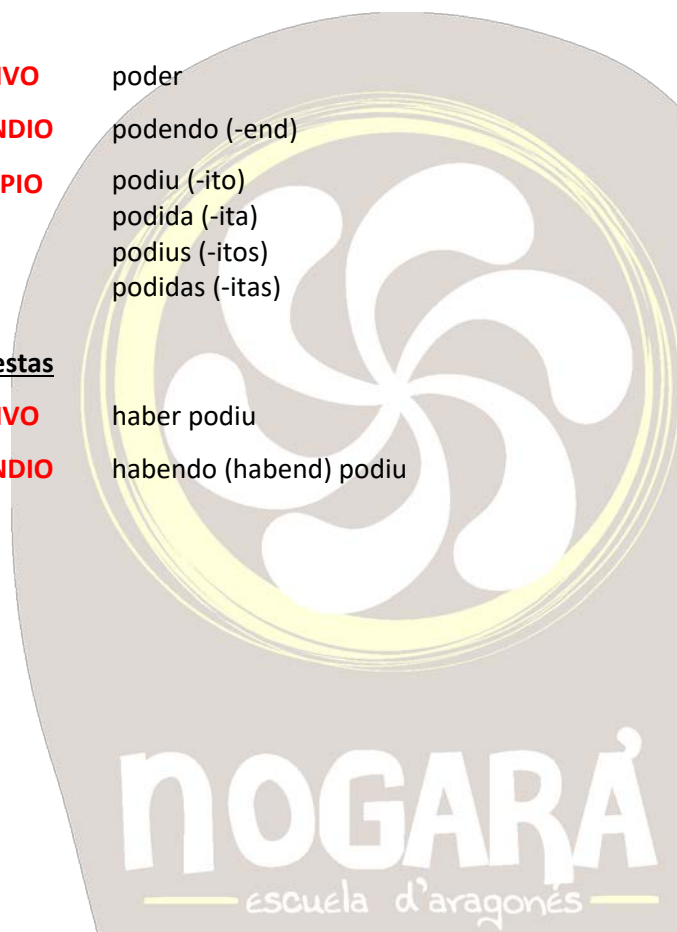 IVO poder
NDIO podendo (-end)
PIO podiu (-ito)
podida (-ita)
podius (-itos)
podidas (-itas)
estas
IVO haber podiu
NDIO habendo (habend) podiu
nOGARÁ
escuela d'aragonés